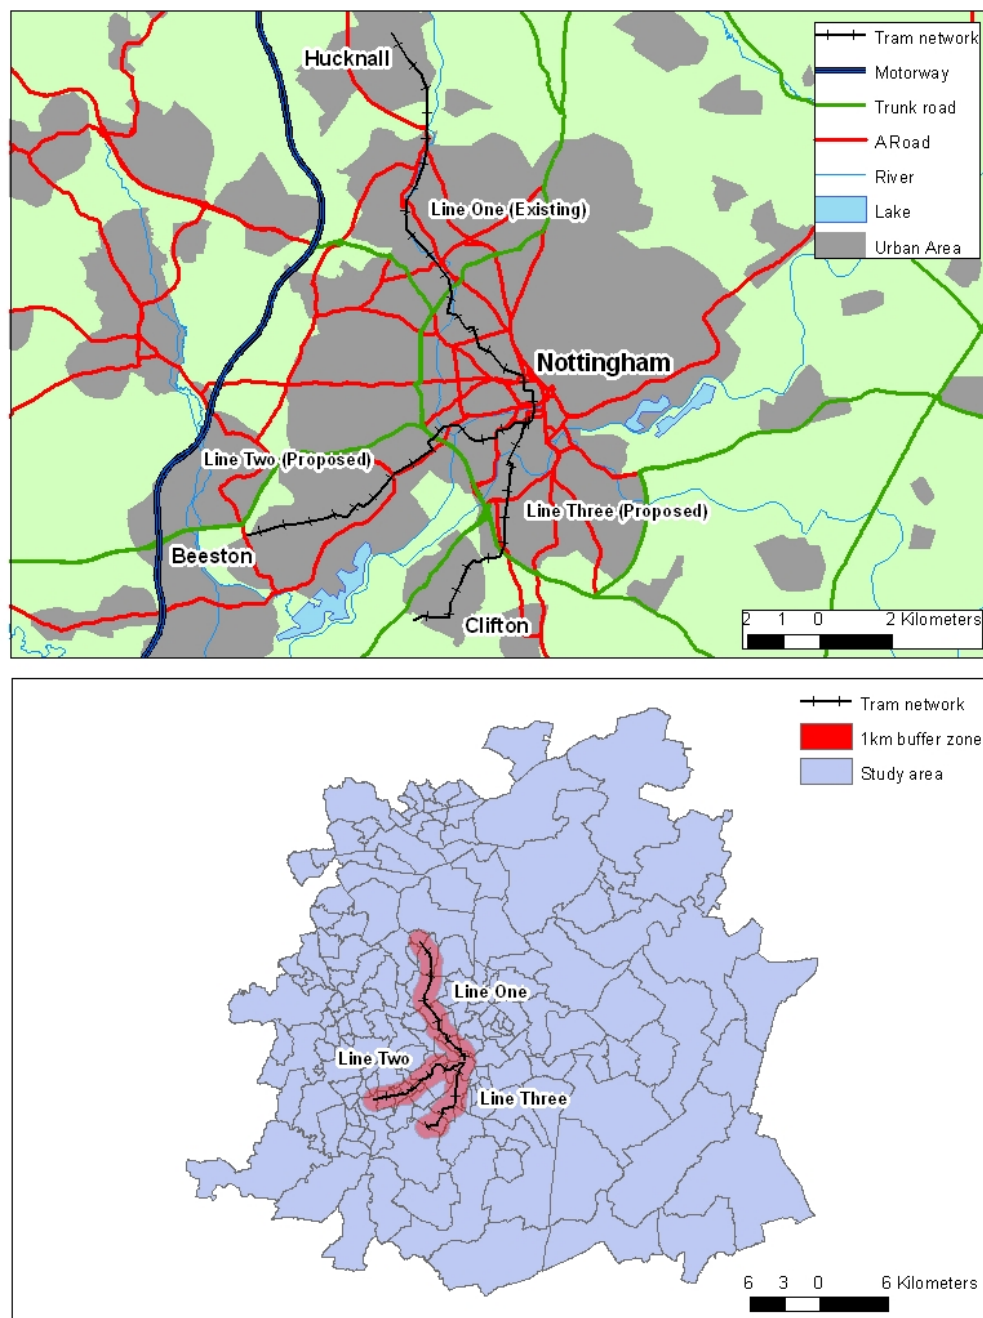 Hucknall
Line One (Existing)
Nottingham
Line Two (Proposed)
Line Three (Proposed)
Beeston
Clifton
Tram network
Motorway
Trunk road
A Road
River
Lake
Urban Area
2 1 0 2 Kilometers
Tram network
1km buffer zone
Study area
Line One
Line Two
Line Three
6 3 0 6 Kilometers